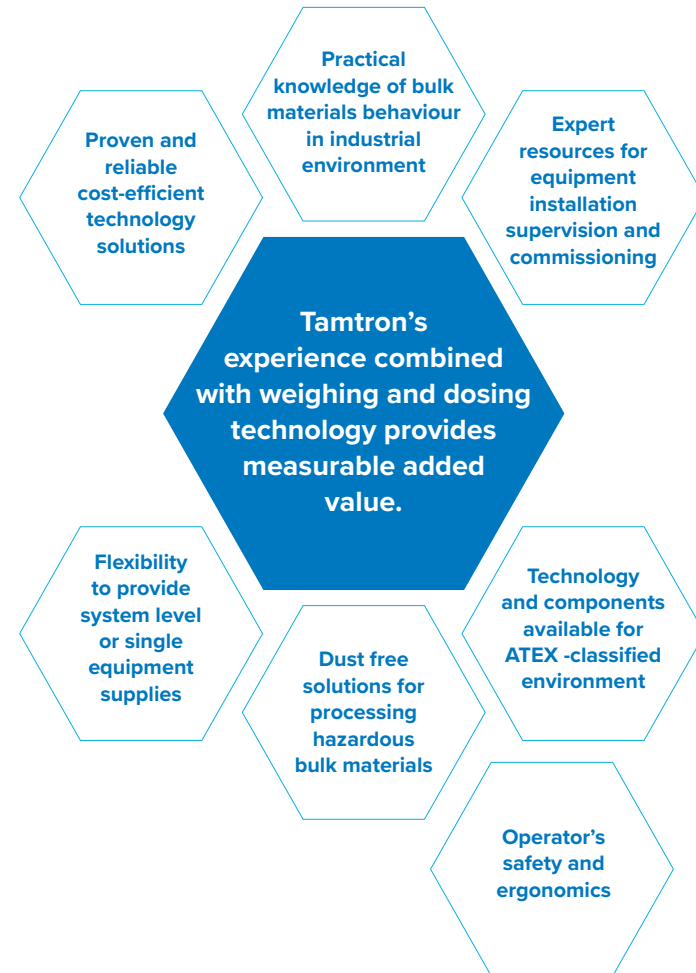 Practical
knowledge of bulk
materials behaviour
in industrial
environment
Proven and
reliable
cost-efficient
technology
solutions
Expert
resources for
equipment
installation
supervision and
commissioning
Tamtron’s
experience combined
with weighing and dosing
technology provides
measurable added
value.
Flexibility
to provide
system level
or single
equipment
supplies
Dust free
solutions for
processing
hazardous
bulk materials
Technology
and components
available for
ATEX -classified
environment
Operator’s
safety and
ergonomics